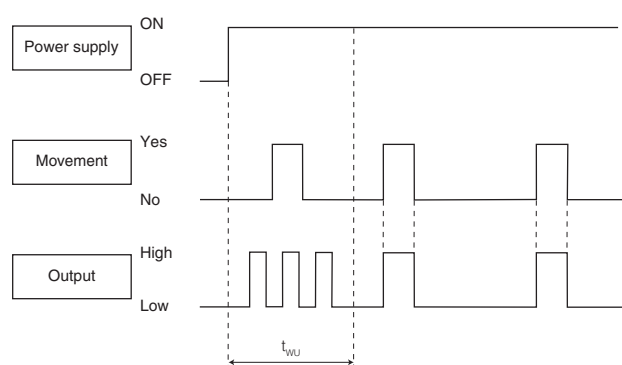 ON
Power supply
OFF
Yes
Movement
No
High
Output
Low
tWU